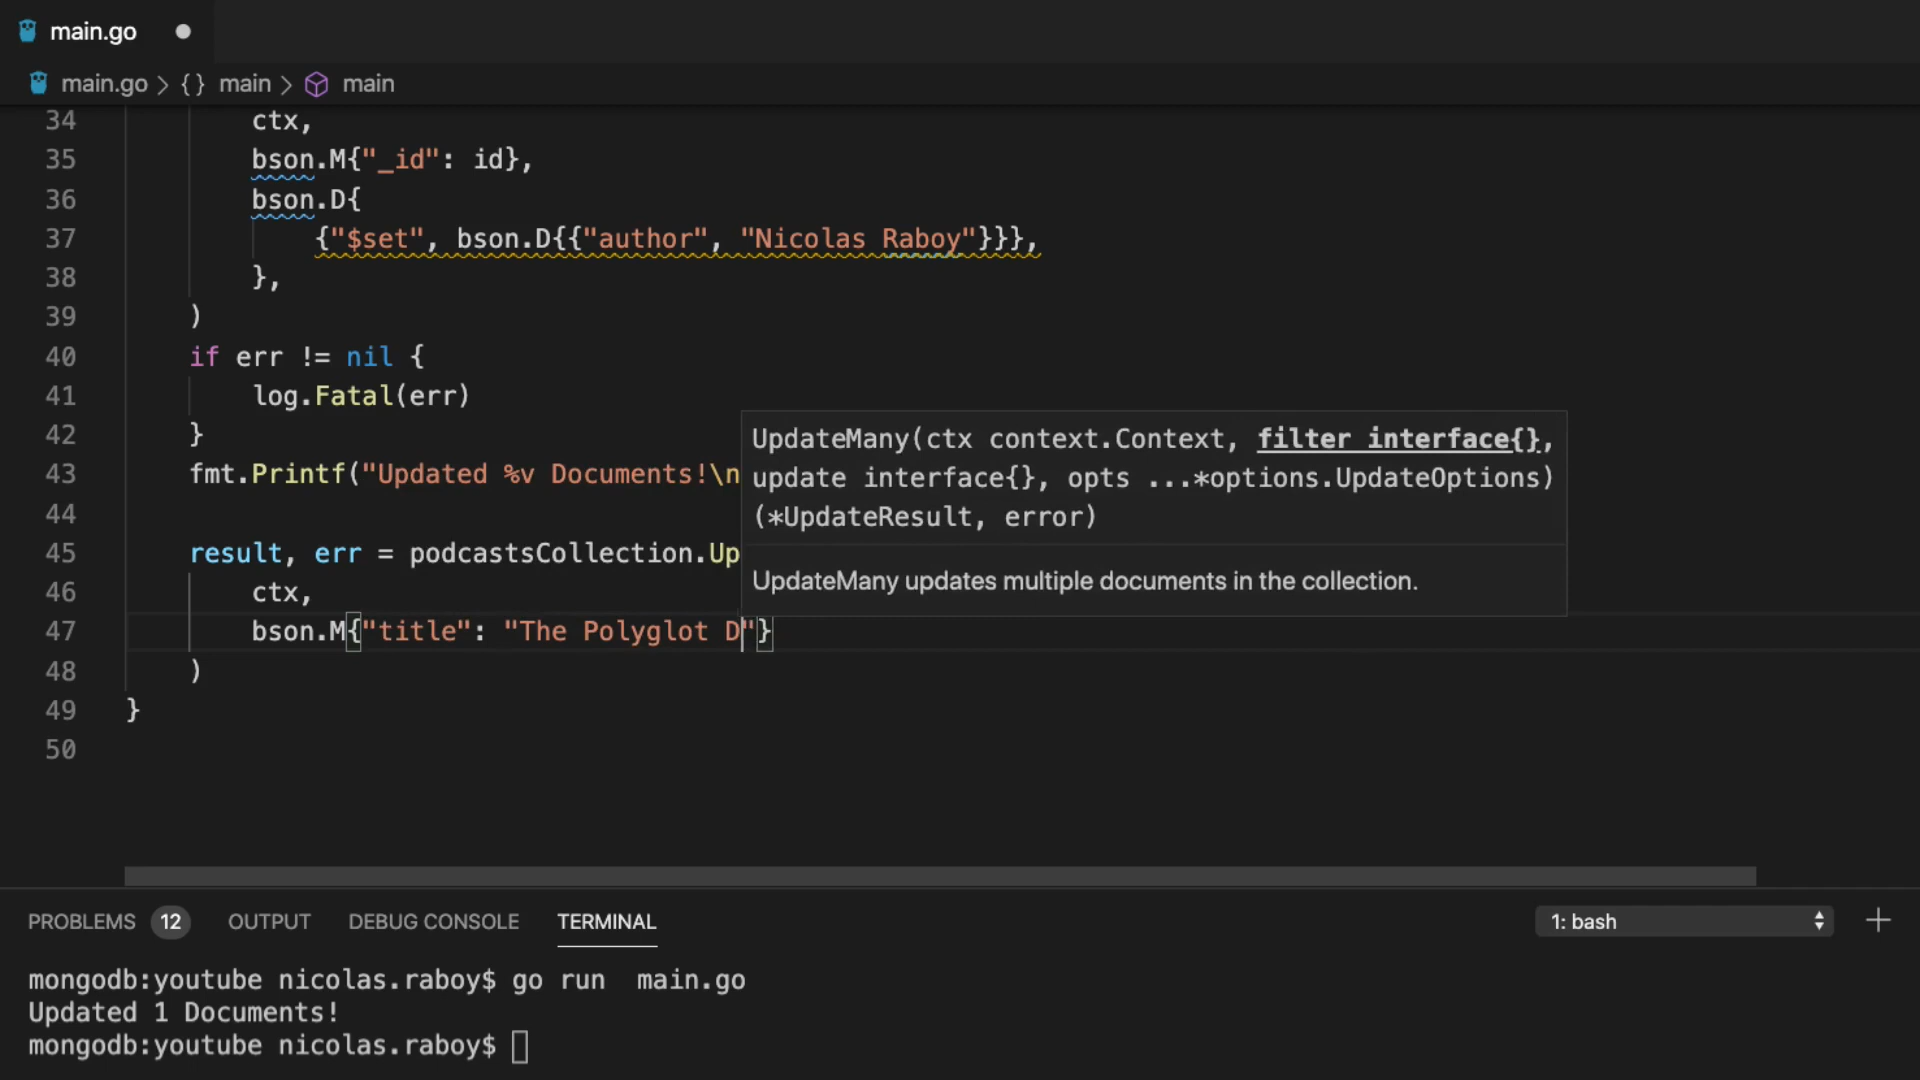 main.go
main.go > {} main > main
34 ctx,
35 bson.M{"_id": id},
36 bson.D{
37 {"$set", bson.D{{"author", "Nicolas Raboy"}}},
38 },
39 )
40 if err != nil {
41 log.Fatal(err)
42 }
43 fmt.Printf("Updated %v Documents!\n
44
45 result, err = podcastsCollection.Up
46 ctx,
47 bson.M{"title": "The Polyglot D"}
48 )
49 }
50
UpdateMany(ctx context.Context, filter interface{},
update interface{}, opts ...*options.UpdateOptions)
(*UpdateResult, error)
UpdateMany updates multiple documents in the collection.
PROBLEMS 12 OUTPUT DEBUG CONSOLE TERMINAL 1: bash
mongodb:youtube nicolas.raboy$ go run  main.go
Updated 1 Documents!
mongodb:youtube nicolas.raboy$